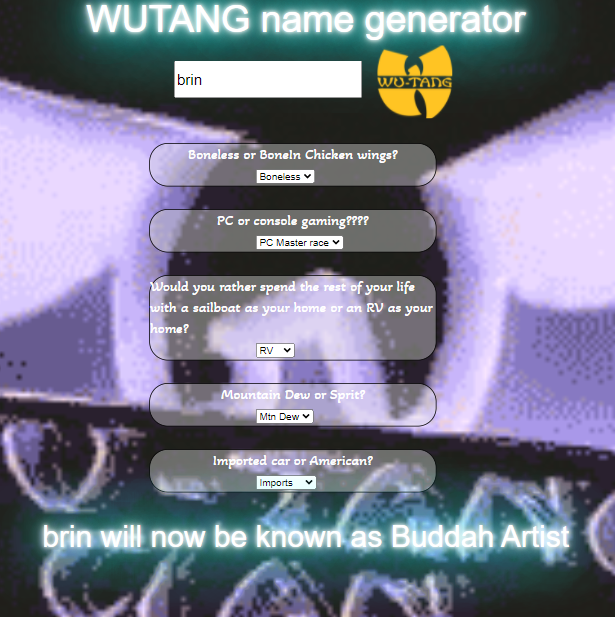 WUTANG name generator
brin
WU-TANG
Boneless or BoneIn Chicken wings?
Boneless
PC or console gaming????
PC Master race
Would you rather spend the rest of your life
with a sailboat as your home or an RV as your
home?
RV
Mountain Dew or Sprit?
Mtn Dew
Imported car or American?
Imports
brin will now be known as Buddah Artist